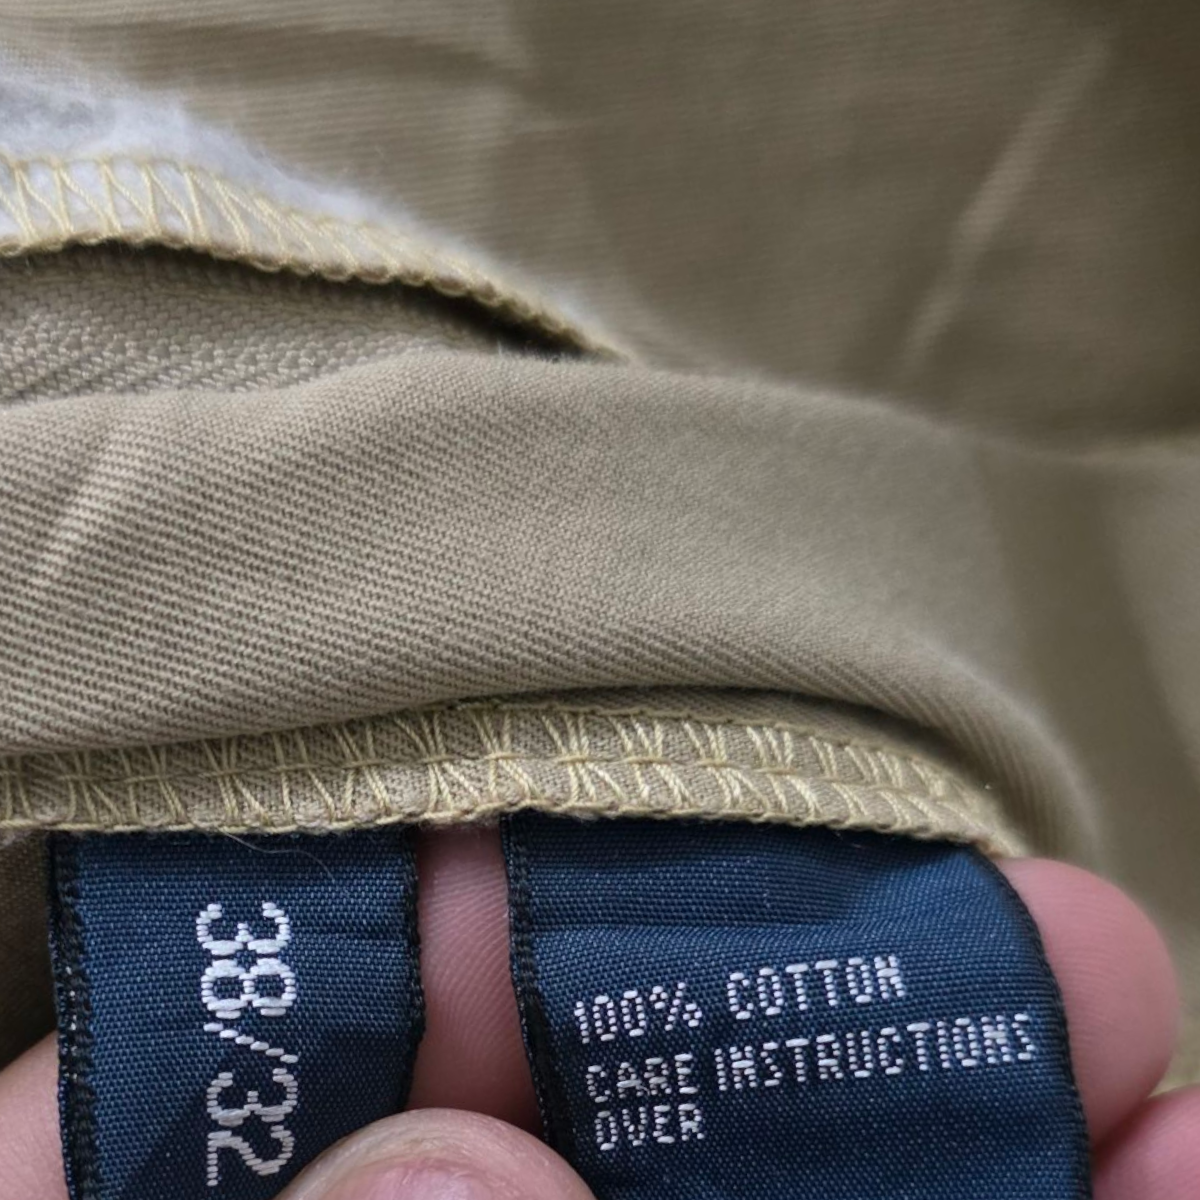 38/32
100% COTTON
CARE INSTRUCTIONS
OVER